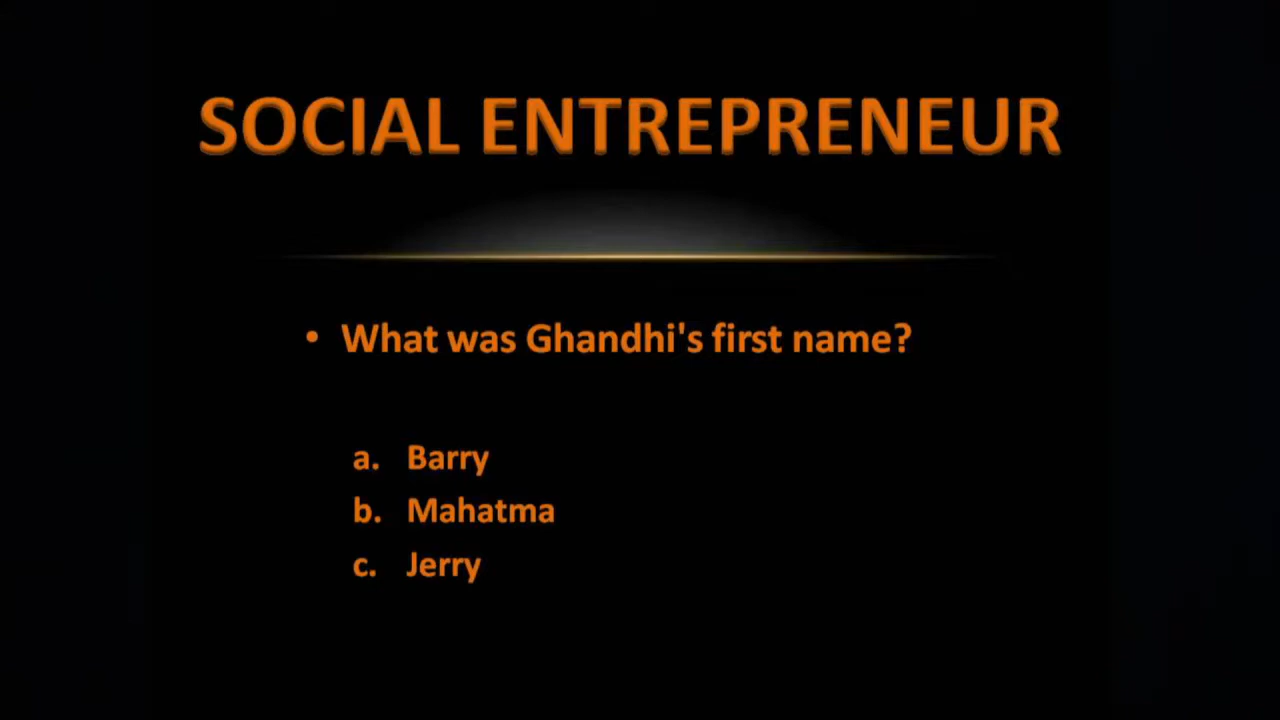 SOCIAL ENTREPRENEUR
• What was Ghandhi's first name?
a. Barry
b. Mahatma
c. Jerry